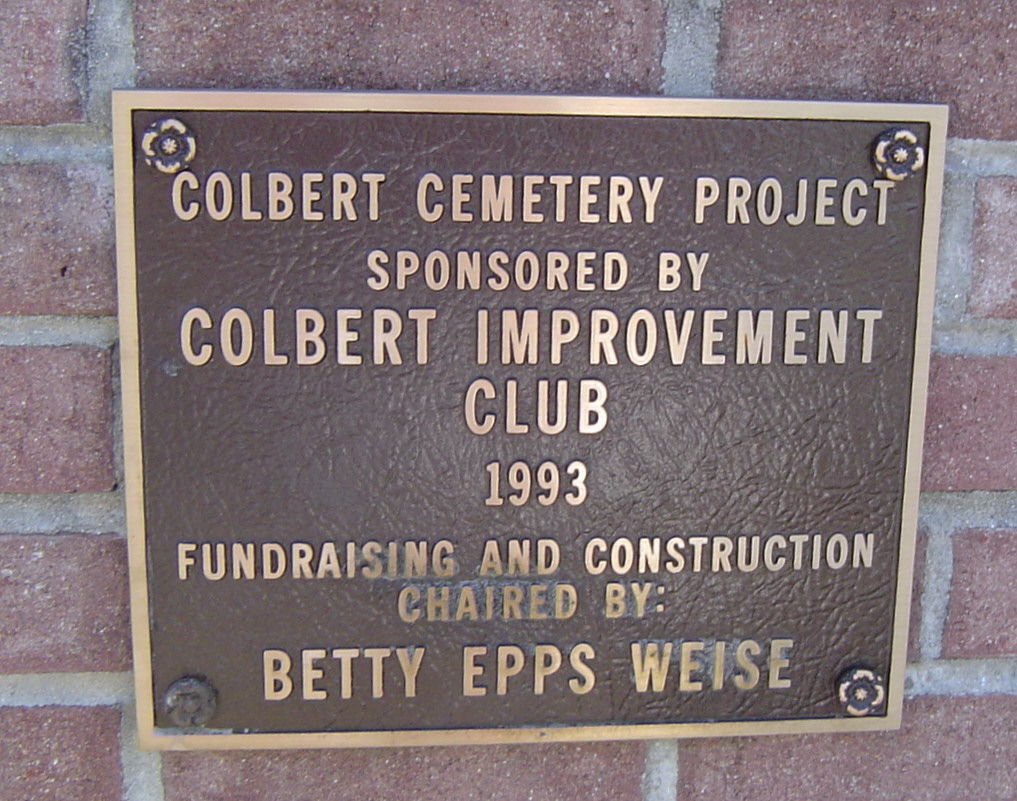 COLBERT CEMETERY PROJECT
SPONSORED BY
COLBERT IMPROVEMENT
CLUB
1993
FUNDRAISING AND CONSTRUCTION
CHAIRED BY:
BETTY EPPS WEISE